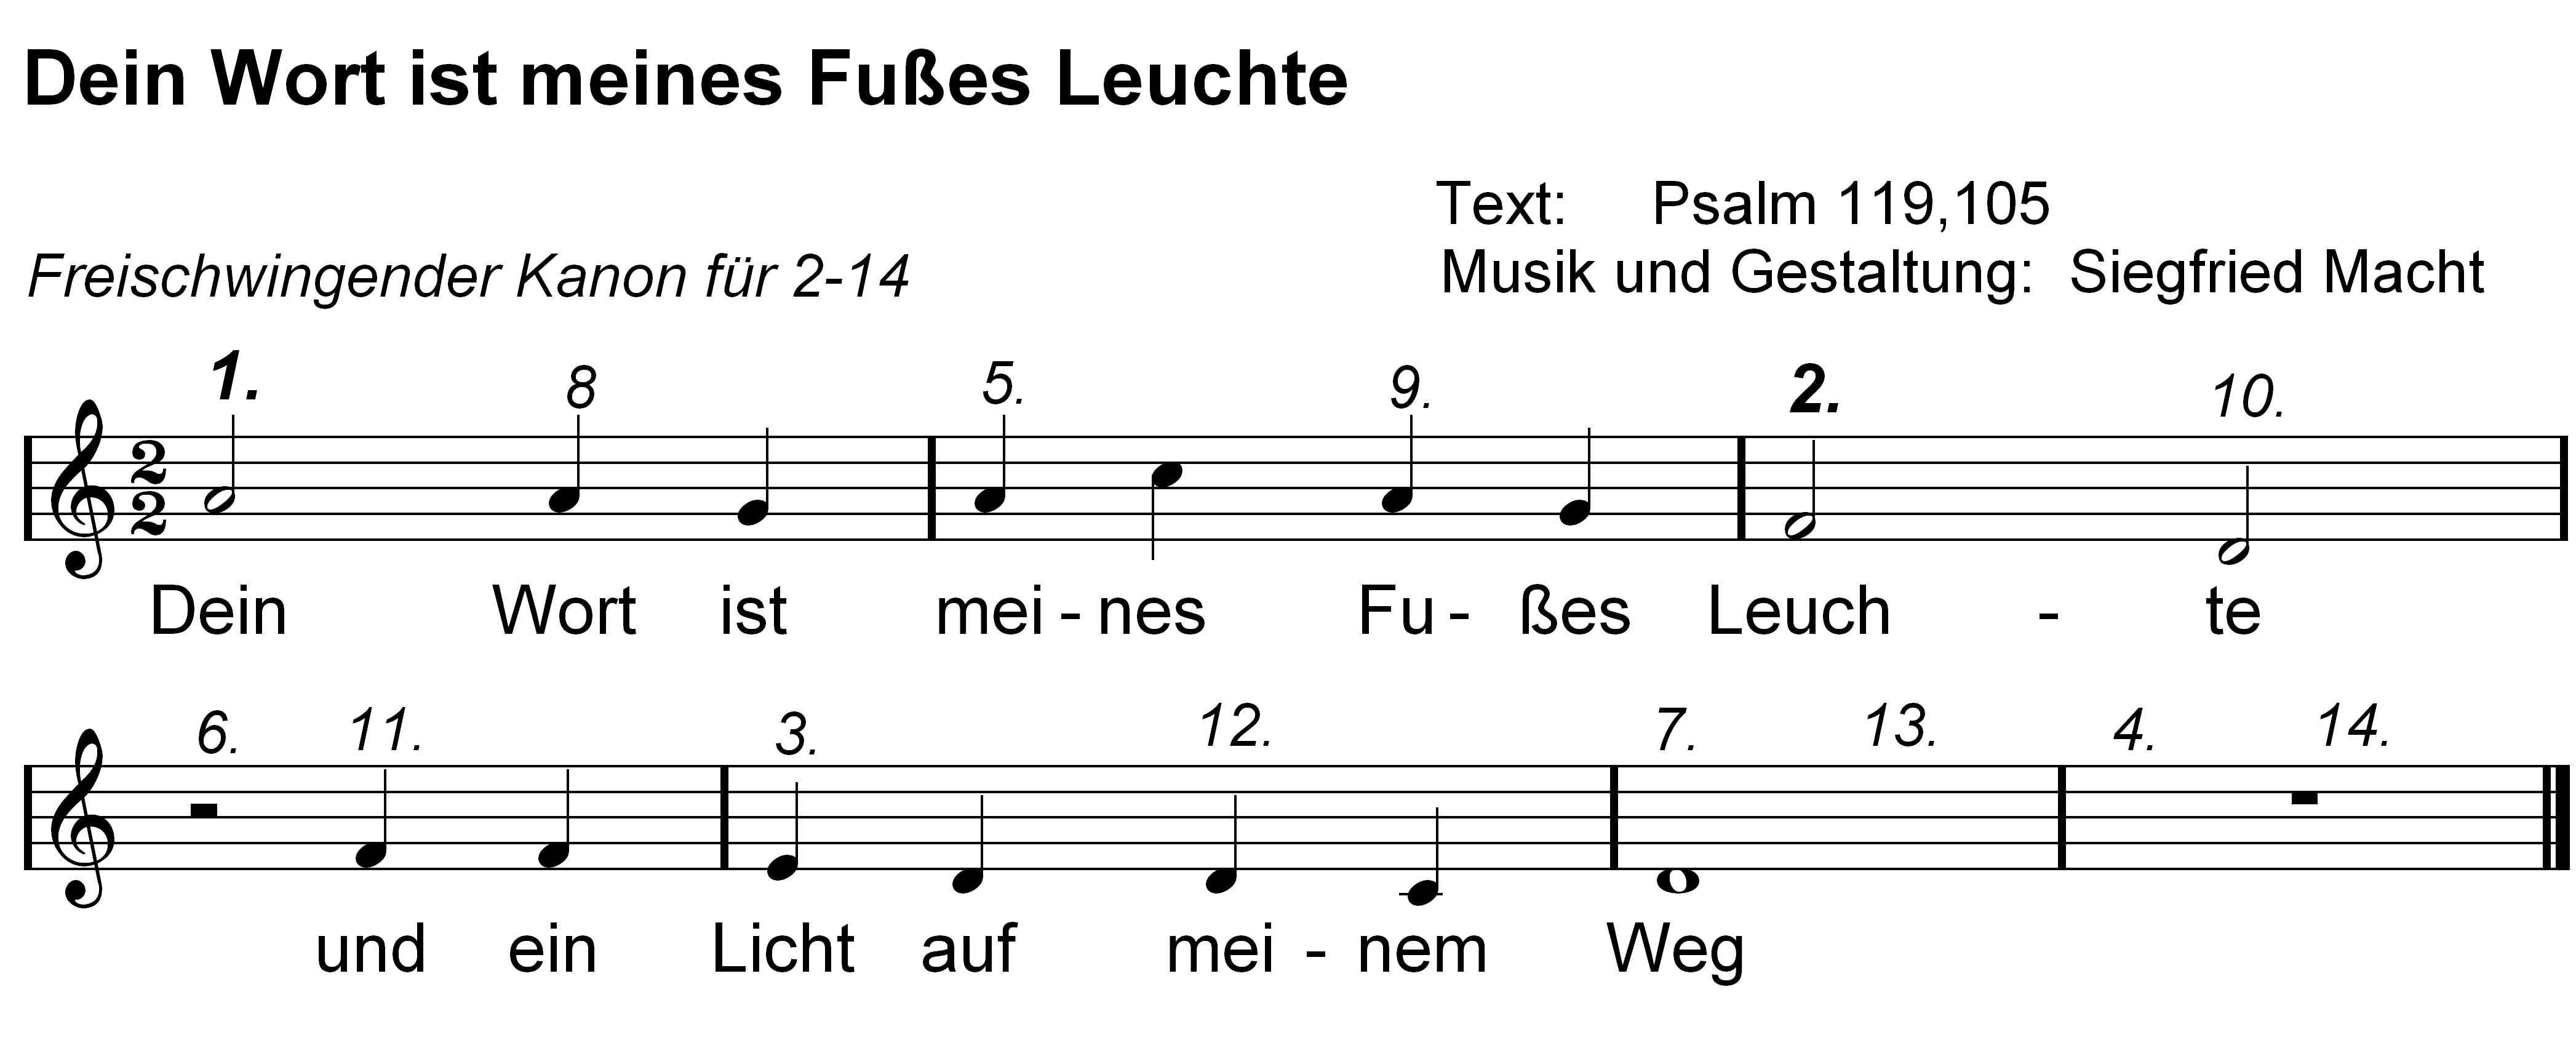 Dein Wort ist meines Fußes Leuchte
Text: Psalm 119,105
Freischwingender Kanon für 2-14
Musik und Gestaltung: Siegfried Macht
1. 8 5. 9. 2. 10.
2
2
Dein Wort ist mei - nes Fu - ßes Leuch - te
6. 11. 3. 12. 7. 13. 4. 14.
und ein Licht auf mei - nem Weg